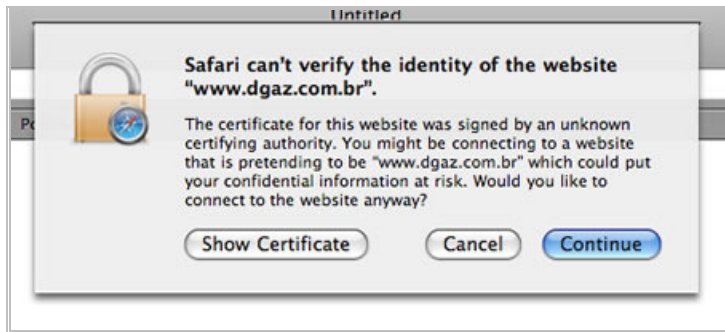 Untitled
Safari can't verify the identity of the website
“www.dgaz.com.br”.
The certificate for this website was signed by an unknown
certifying authority. You might be connecting to a website
that is pretending to be “www.dgaz.com.br” which could put
your confidential information at risk. Would you like to
connect to the website anyway?
Show Certificate Cancel Continue